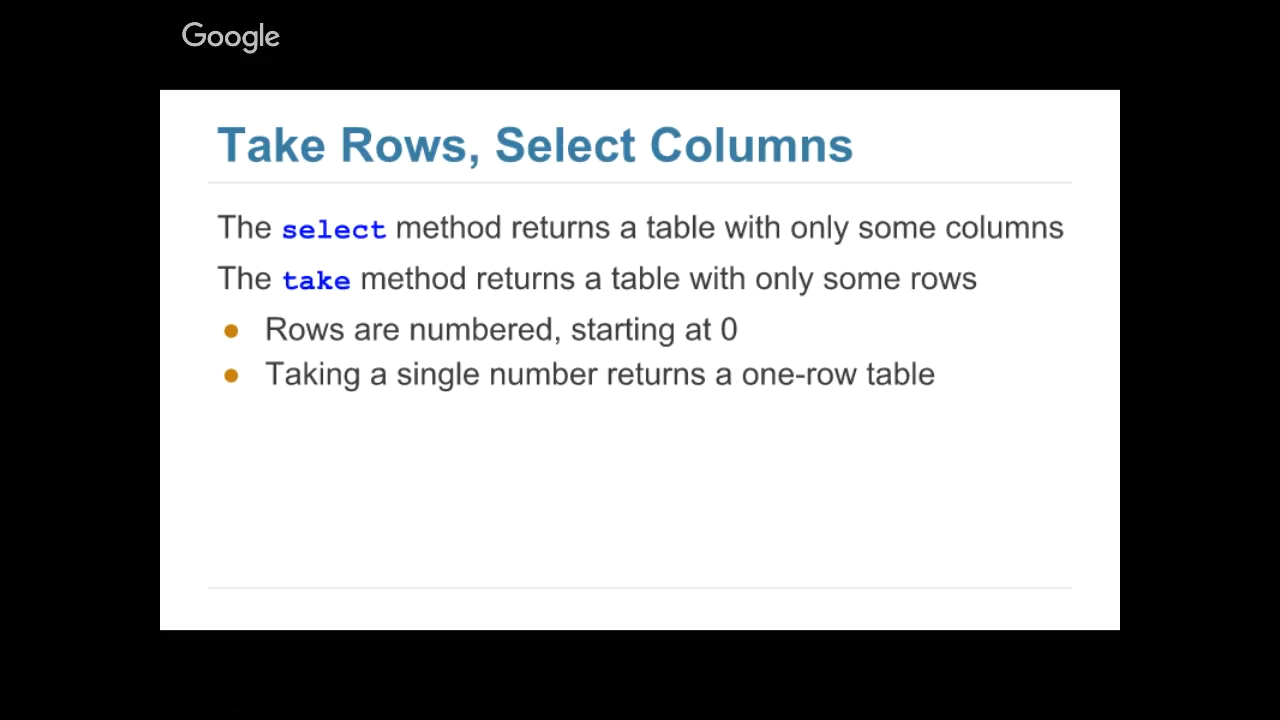 Google
Take Rows, Select Columns
The select method returns a table with only some columns
The take method returns a table with only some rows
● Rows are numbered, starting at 0
● Taking a single number returns a one-row table